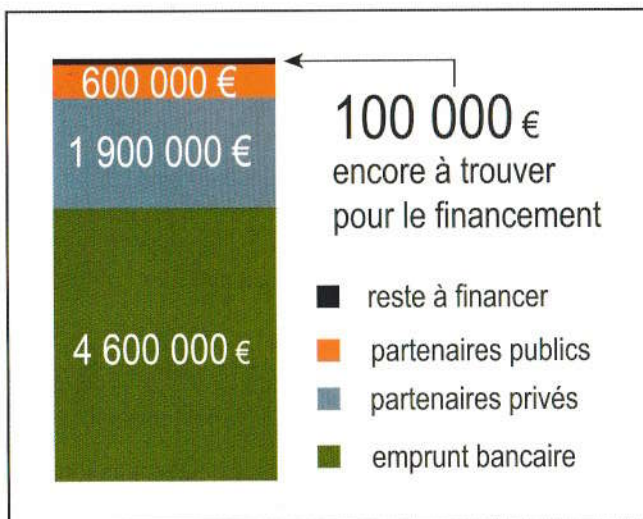 600 000 €
1 900 000 €
4 600 000 €
100 000 €
encore à trouver
pour le financement
reste à financer
partenaires publics
partenaires privés
emprunt bancaire